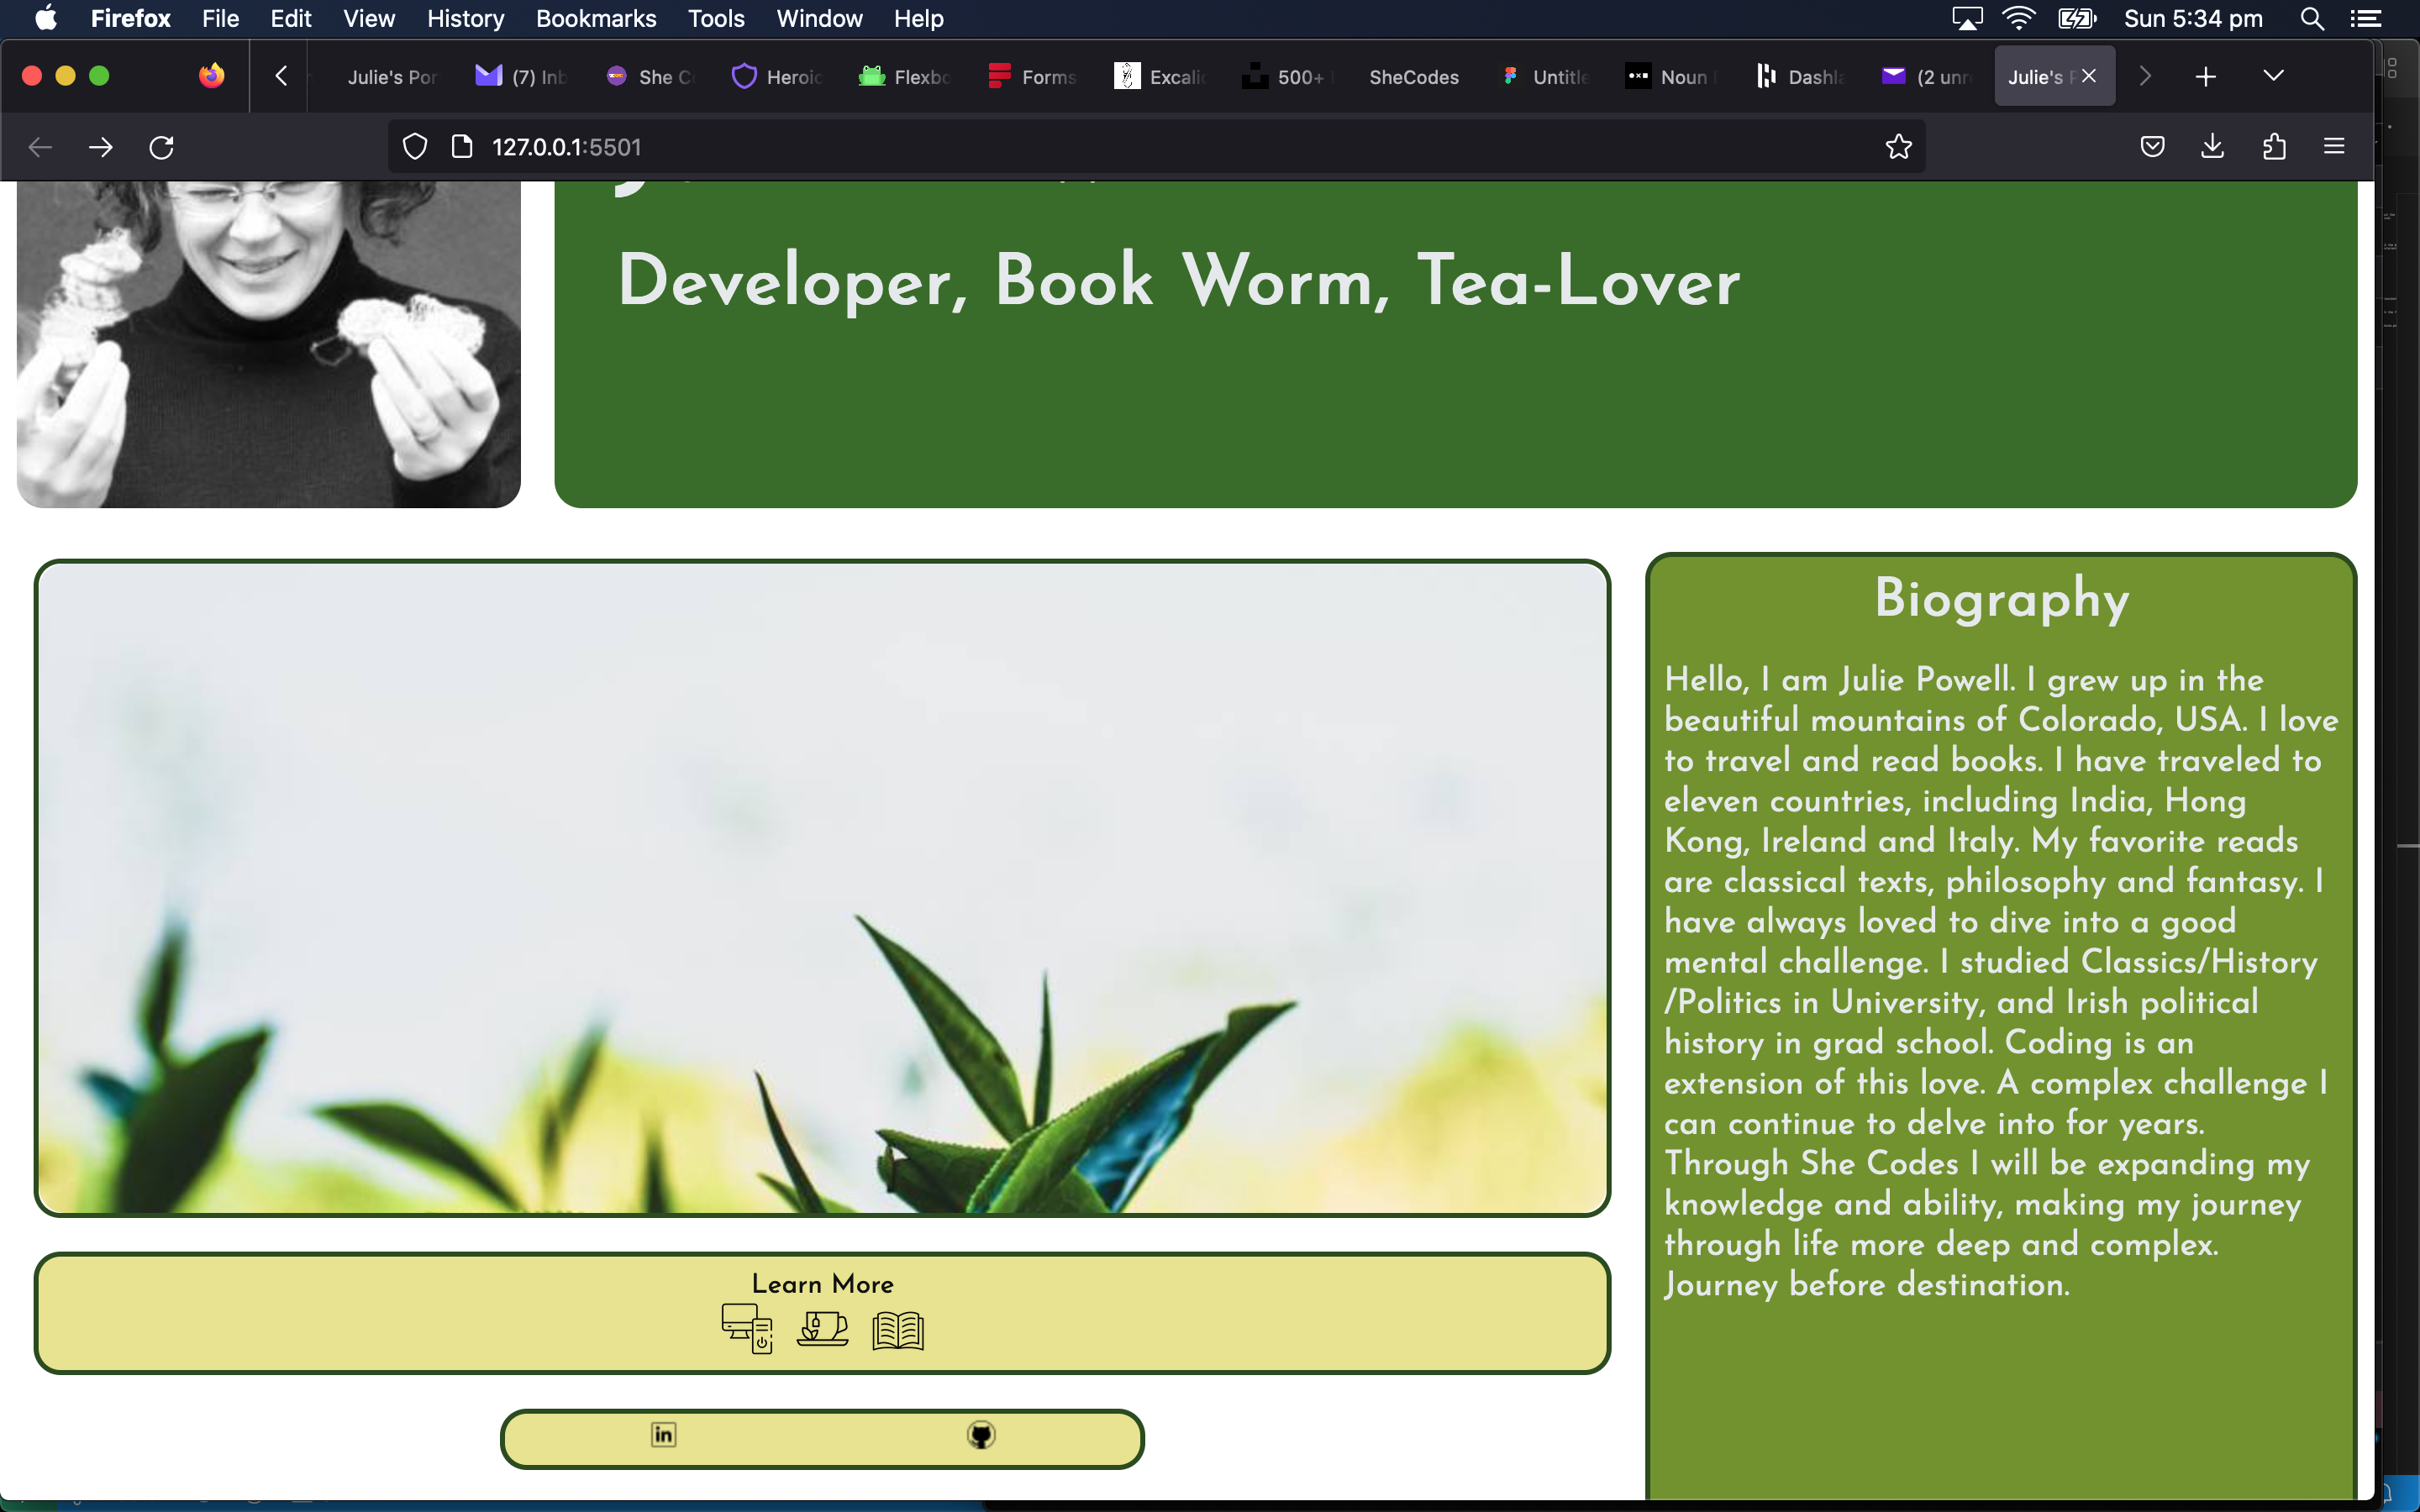 Firefox File Edit View History Bookmarks Tools Window Help Sun 5:34 pm
Julie's Por (7) Inb She C Heroic Flexbo Forms Excali 500+ SheCodes Untitle Noun Dashla (2 unr Julie's
127.0.0.1:5501
Developer, Book Worm, Tea-Lover
Biography
Hello, I am Julie Powell. I grew up in the
beautiful mountains of Colorado, USA. I love
to travel and read books. I have traveled to
eleven countries, including India, Hong
Kong, Ireland and Italy. My favorite reads
are classical texts, philosophy and fantasy. I
have always loved to dive into a good
mental challenge. I studied Classics/History
/Politics in University, and Irish political
history in grad school. Coding is an
extension of this love. A complex challenge I
can continue to delve into for years.
Through She Codes I will be expanding my
knowledge and ability, making my journey
through life more deep and complex.
Journey before destination.
Learn More
in